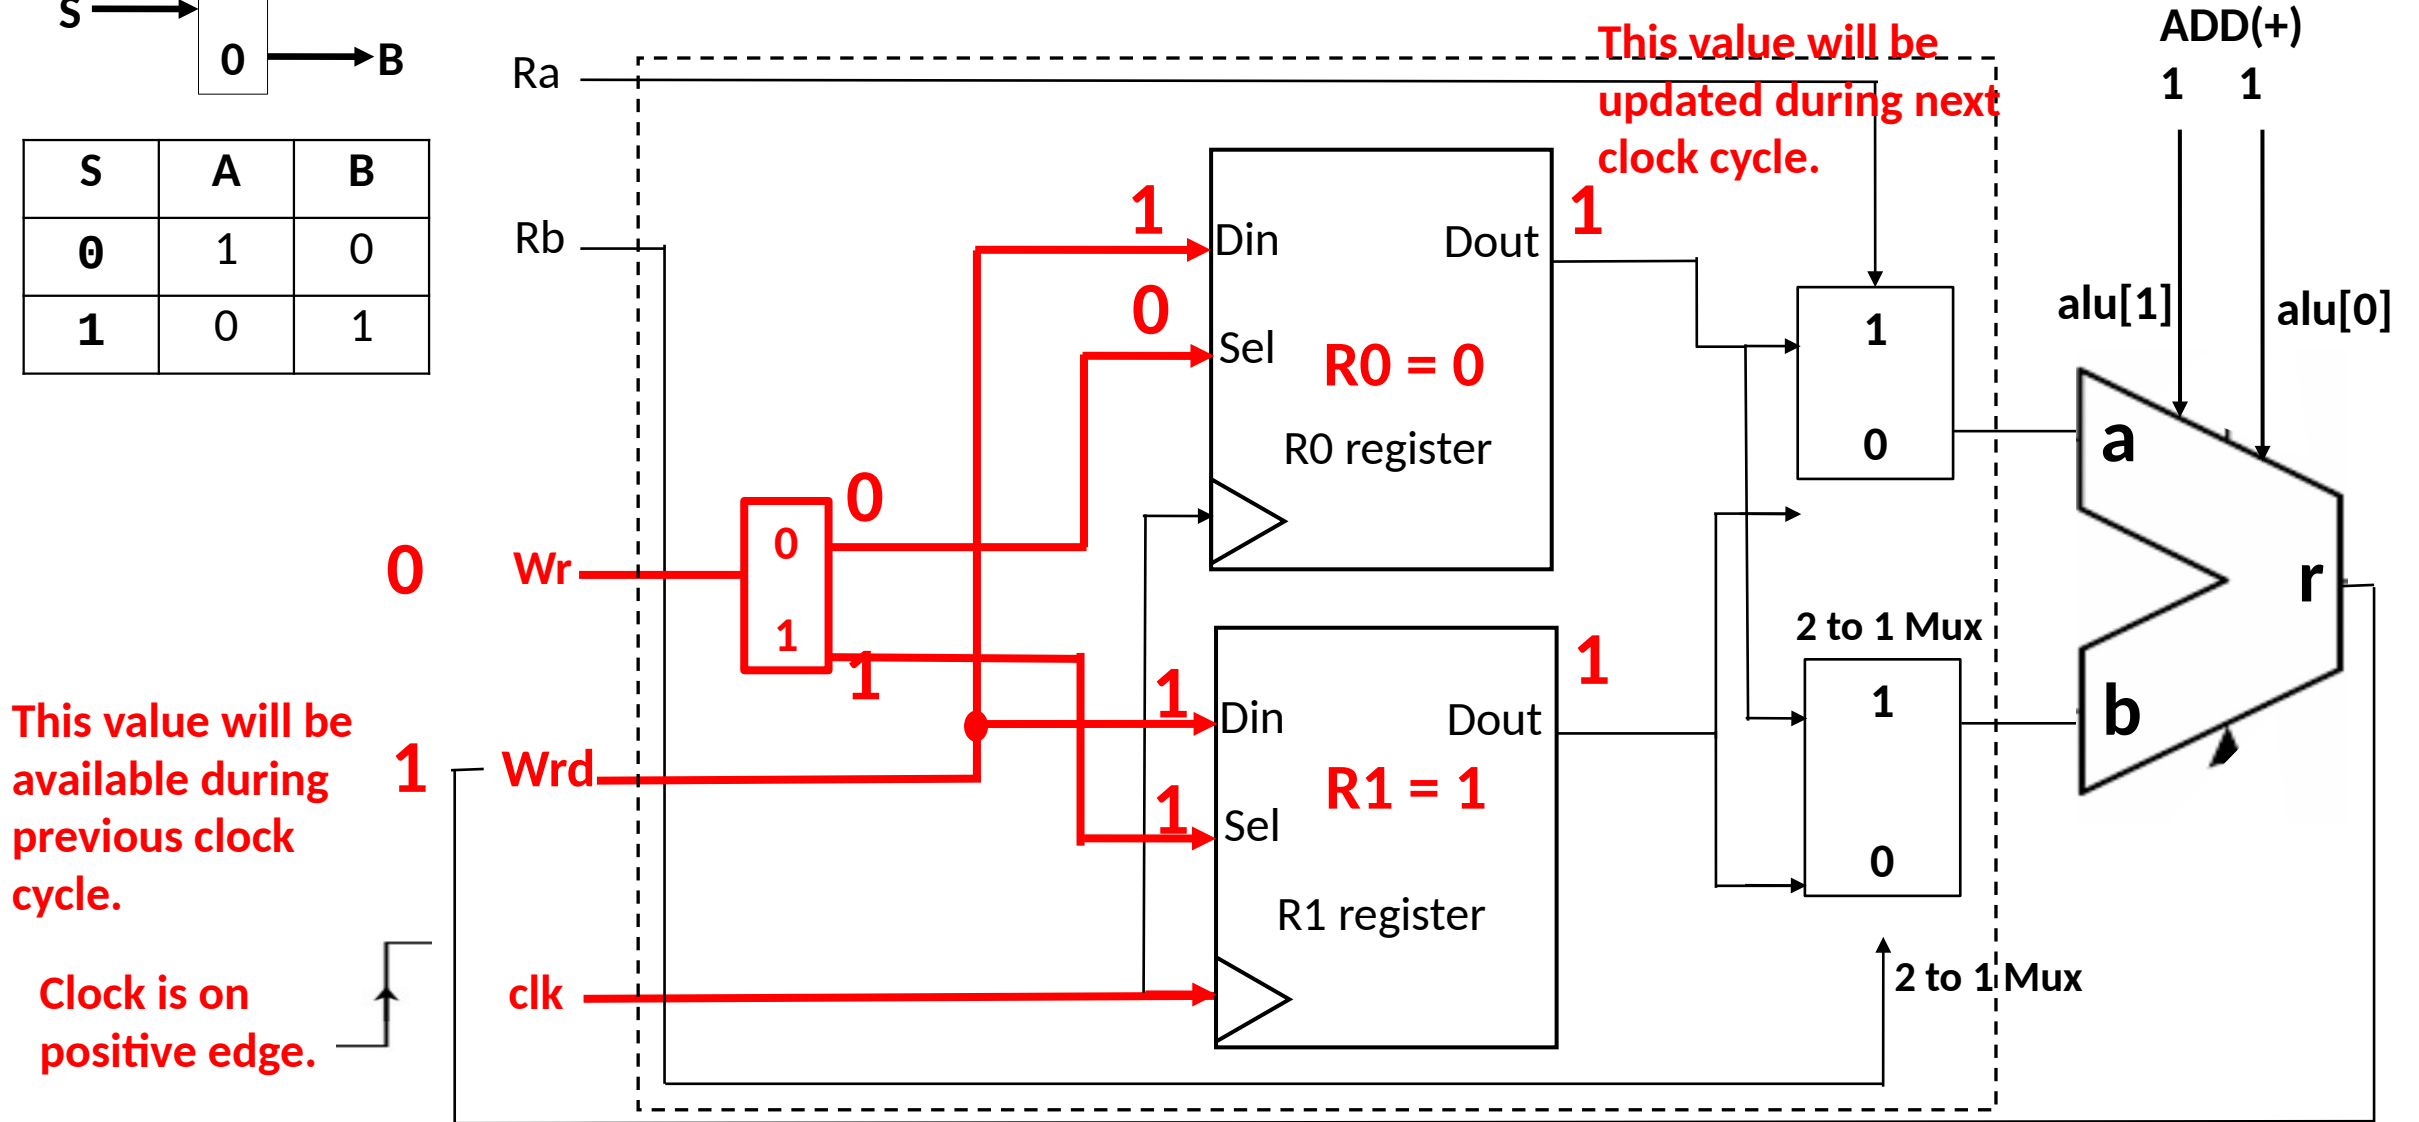 S
0
B
S A B
0 1 0
1 0 1
Ra
Rb
0
Wr
0
1
0
1
This value will be
available during
previous clock
cycle.
1
Wrd
Clock is on
positive edge.
clk
1
Din
0
Sel
Dout
1
R0 = 0
R0 register
1
Din
1
Sel
Dout
1
R1 = 1
R1 register
This value will be
updated during next
clock cycle.
1
0
2 to 1 Mux
1
0
2 to 1 Mux
ADD(+)
1 1
alu[1]
alu[0]
a
b
r